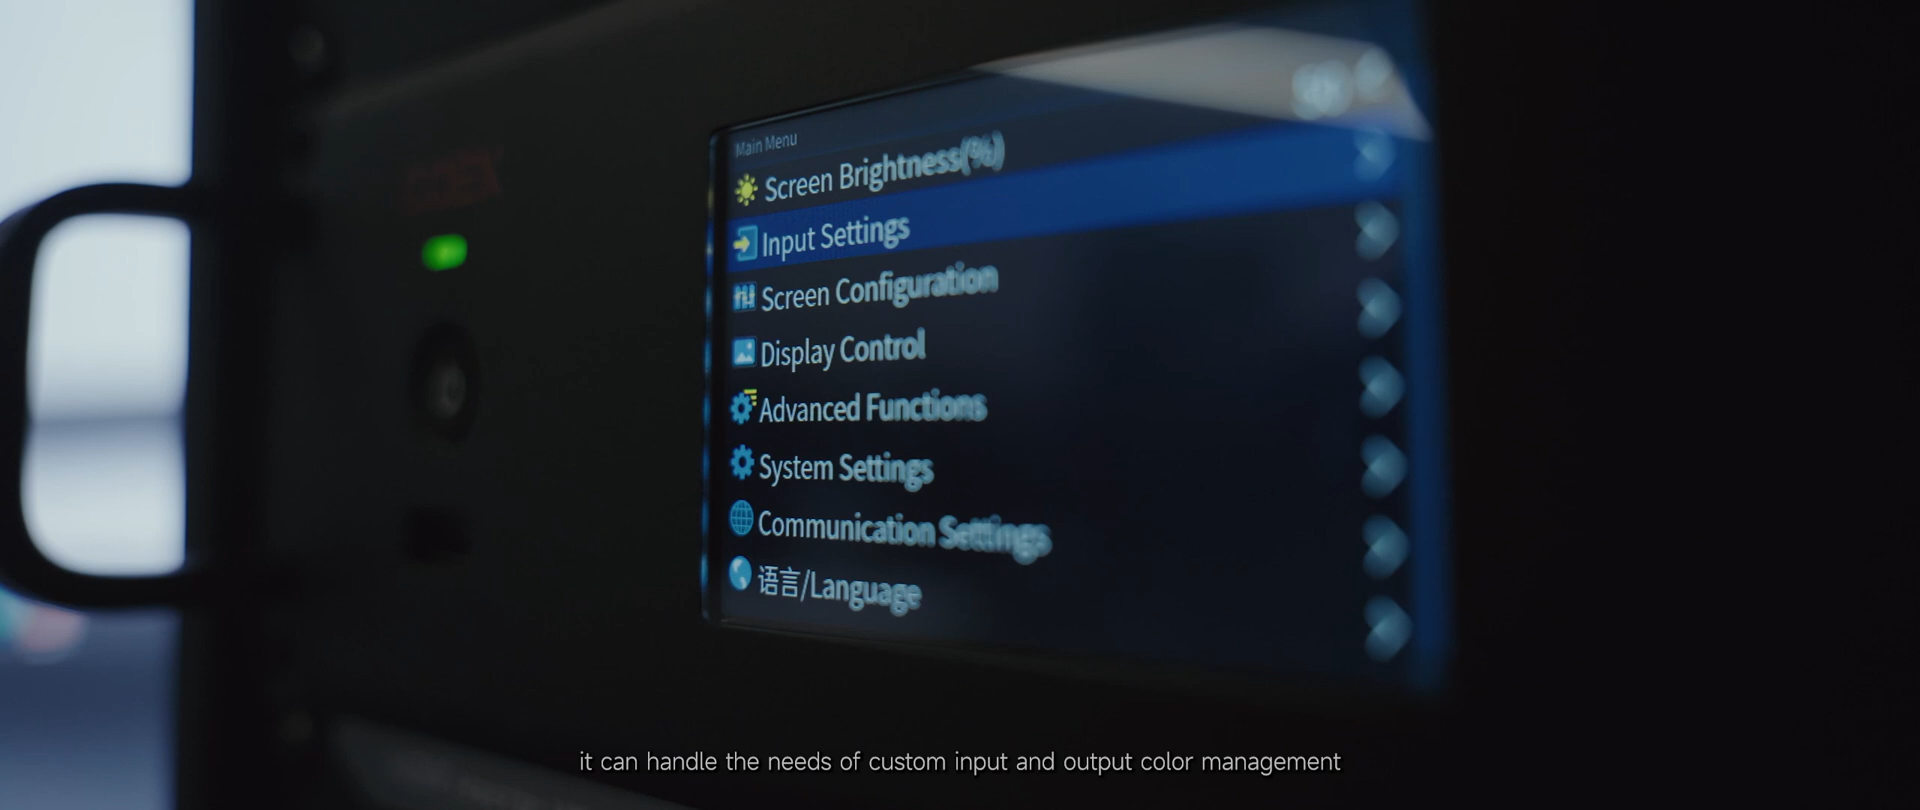 Main Menu
Screen Brightness(%)
Input Settings
Screen Configuration
Display Control
Advanced Functions
System Settings
Communication Settings
语言/Language
it can handle the needs of custom input and output color management